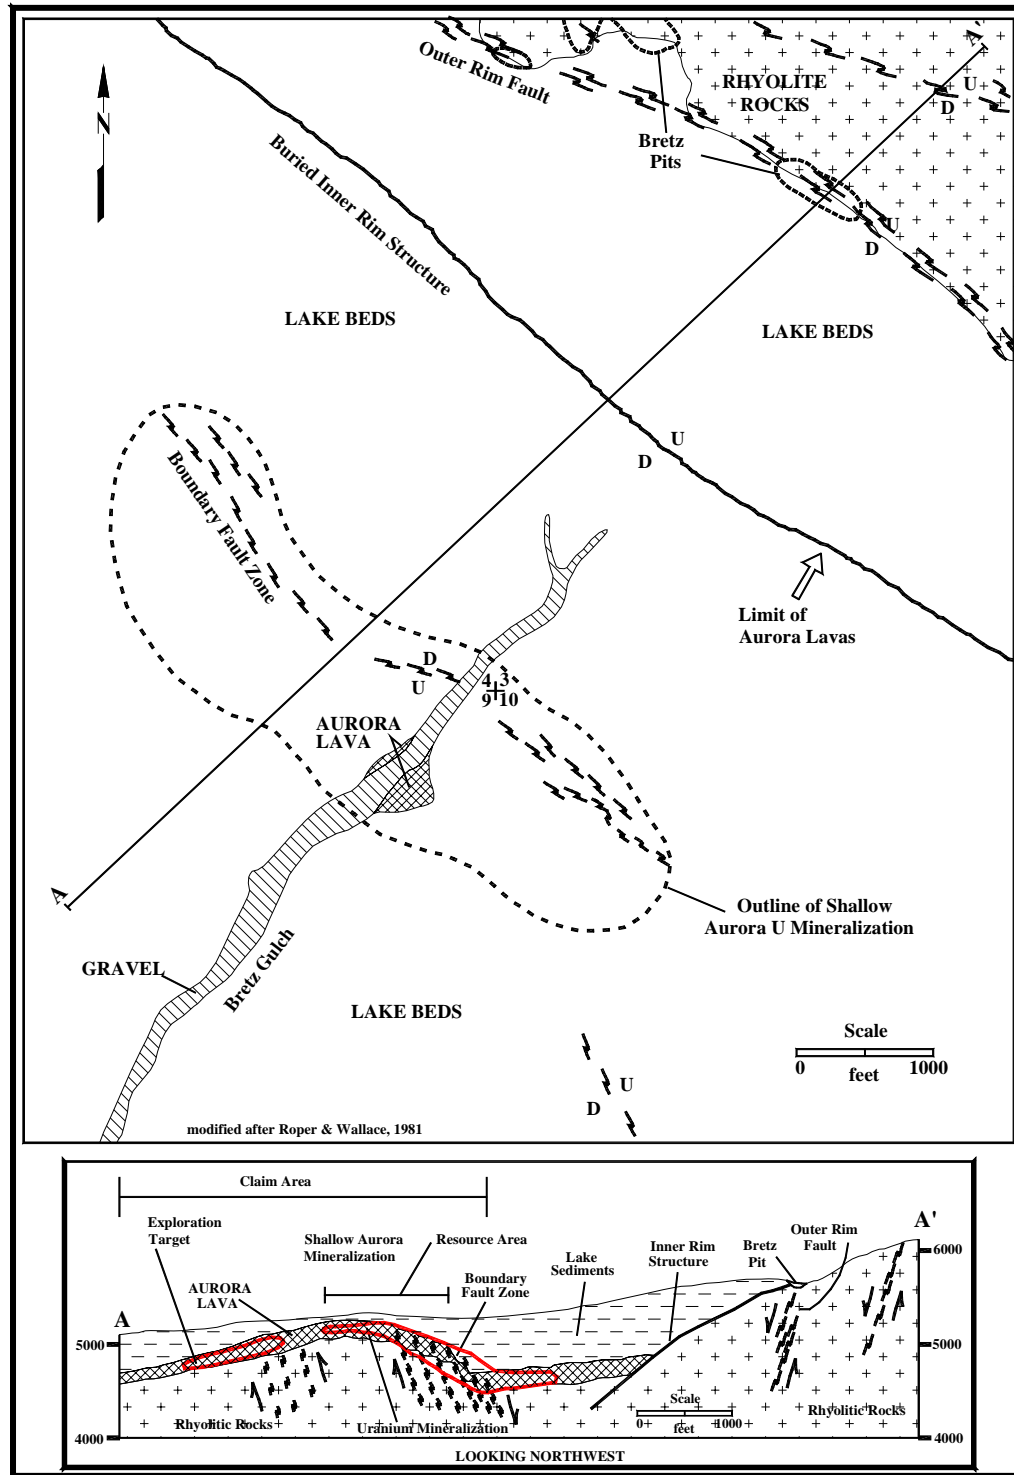 A'
Outer Rim Fault
RHYOLITE
ROCKS
U
D
N
Bretz
Pits
Buried Inner Rim Structure
U
D
LAKE BEDS
LAKE BEDS
U
D
Boundary Fault Zone
Limit of
Aurora Lavas
D
U
4 3
9 10
AURORA
LAVA
A
Outline of Shallow
Aurora U Mineralization
GRAVEL
Bretz Gulch
LAKE BEDS
Scale
0 1000
feet
U
D
modified after Roper & Wallace, 1981
Claim Area
Exploration
Target
Shallow Aurora
Mineralization
Resource Area
Lake
Sediments
Inner Rim
Structure
Bretz
Pit
Outer Rim
Fault
A'
6000
AURORA
LAVA
Boundary
Fault Zone
A
5000
5000
Scale
0 1000
feet
Rhyolitic Rocks
Uranium Mineralization
Rhyolitic Rocks
4000
4000
LOOKING NORTHWEST